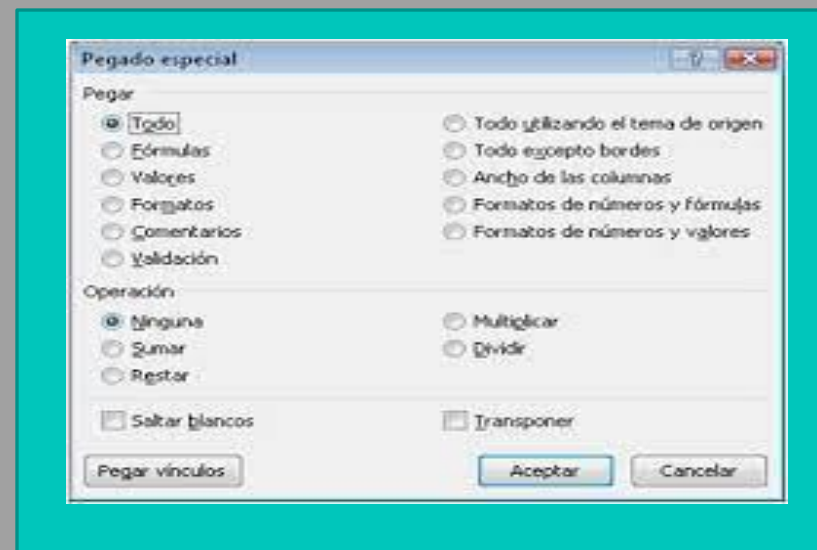 Pegado especial
Pegar
Todo
Fórmulas
Valores
Formatos
Comentarios
Validación
Todo utilizando el tema de origen
Todo excepto bordes
Ancho de las columnas
Formatos de números y fórmulas
Formatos de números y valores
Operación
Ninguna
Sumar
Restar
Multiplicar
Dividir
Saltar blancos
Transponer
Pegar vínculos
Aceptar
Cancelar